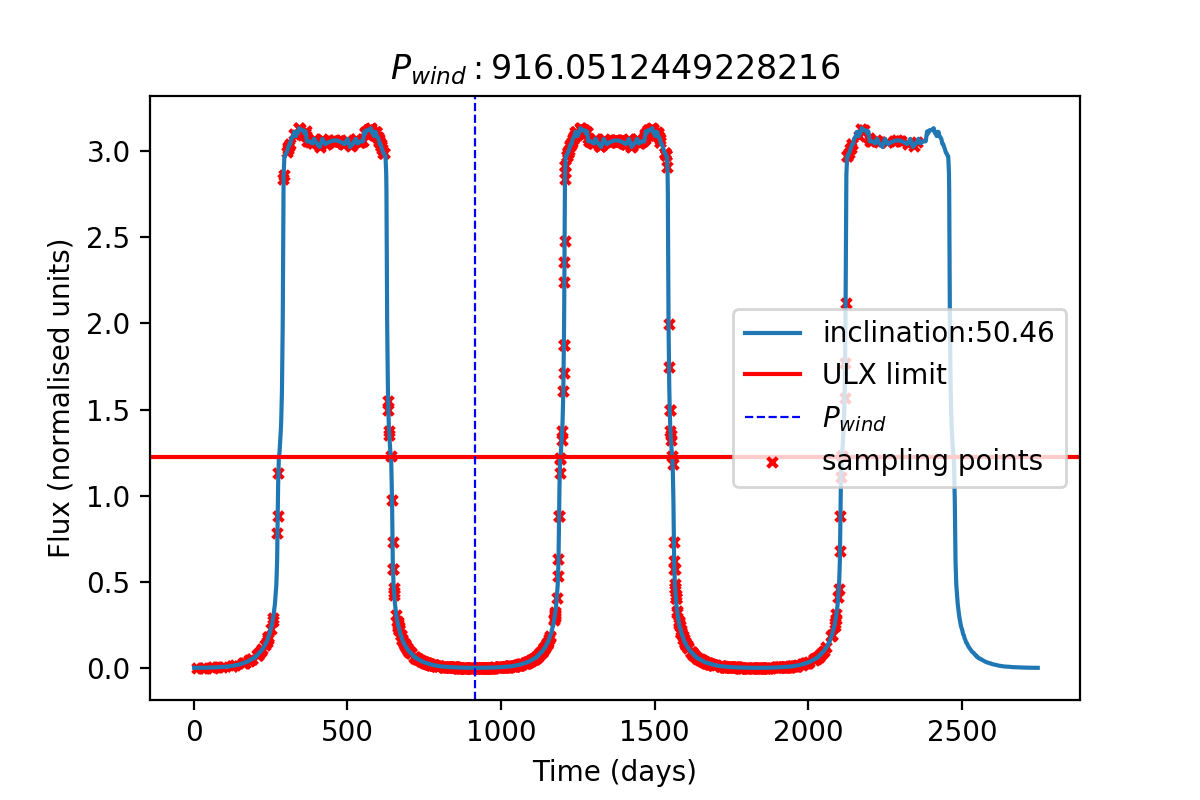 P_wind : 916.0512449228216
Flux (normalised units)
3.0
2.5
2.0
1.5
1.0
0.5
0.0
inclination:50.46
ULX limit
P_wind
sampling points
0 500 1000 1500 2000 2500
Time (days)